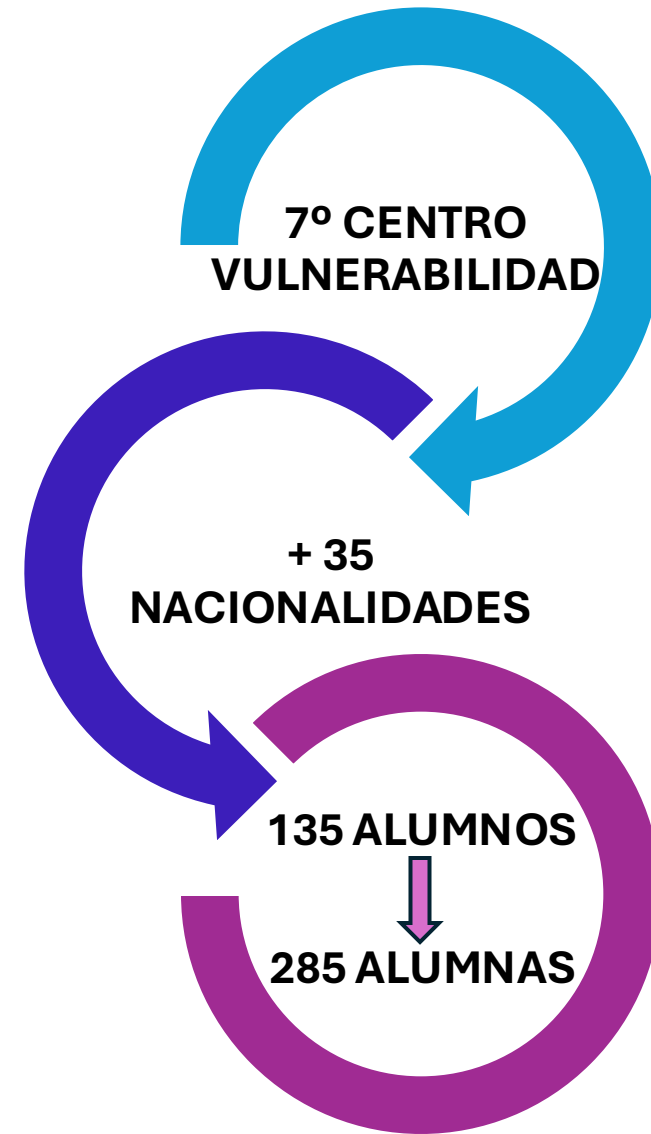 7º CENTRO
VULNERABILIDAD
+ 35
NACIONALIDADES
135 ALUMNOS
285 ALUMNAS